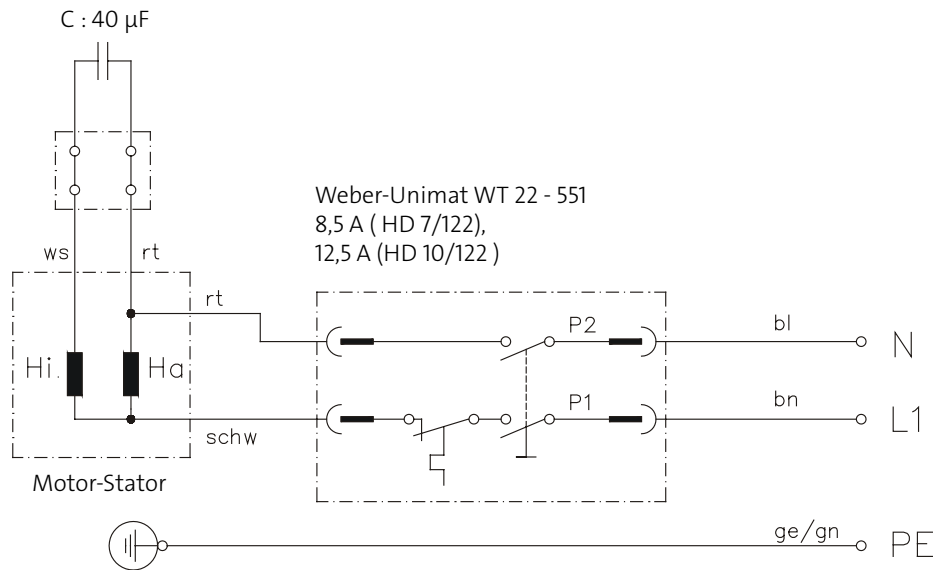 C : 40 µF
Weber-Unimat WT 22 - 551
8,5 A ( HD 7/122),
12,5 A (HD 10/122 )
ws
rt
rt
P2
bl
N
Hi.
Ha
P1
bn
L1
schw
Motor-Stator
ge/gn
PE